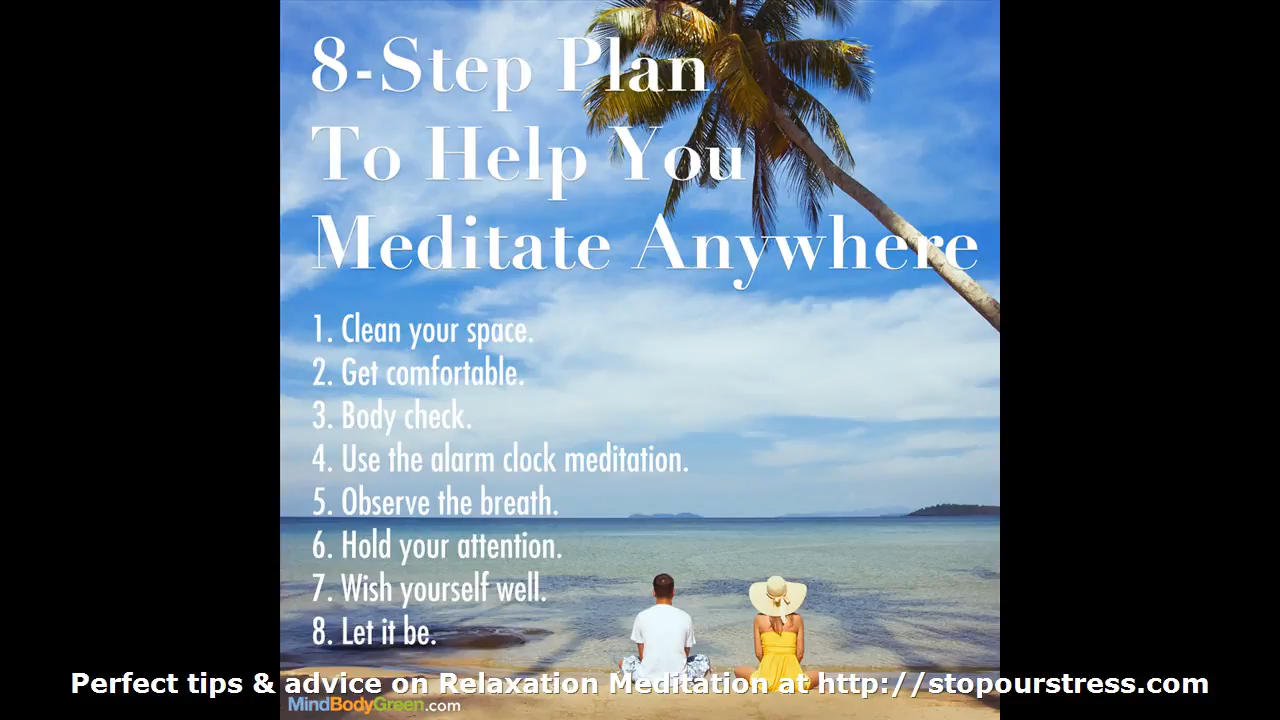 8-Step Plan
To Help You
Meditate Anywhere
1. Clean your space.
2. Get comfortable.
3. Body check.
4. Use the alarm clock meditation.
5. Observe the breath.
6. Hold your attention.
7. Wish yourself well.
8. Let it be.
Perfect tips & advice on Relaxation Meditation at http://stopourstress.com
MindBodyGreen.com